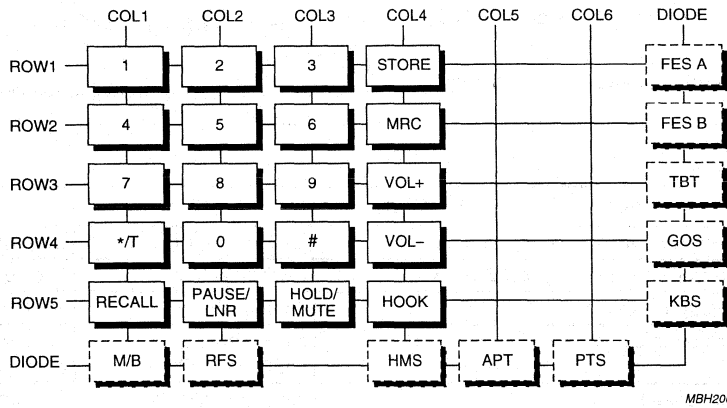 COL1 COL2 COL3 COL4 COL5 COL6 DIODE
ROW1 1 2 3 STORE FES A
ROW2 4 5 6 MRC FES B
ROW3 7 8 9 VOL+ TBT
ROW4 */T 0 # VOL− GOS
ROW5 RECALL PAUSE/ LNR HOLD/ MUTE HOOK KBS
DIODE M/B RFS HMS APT PTS